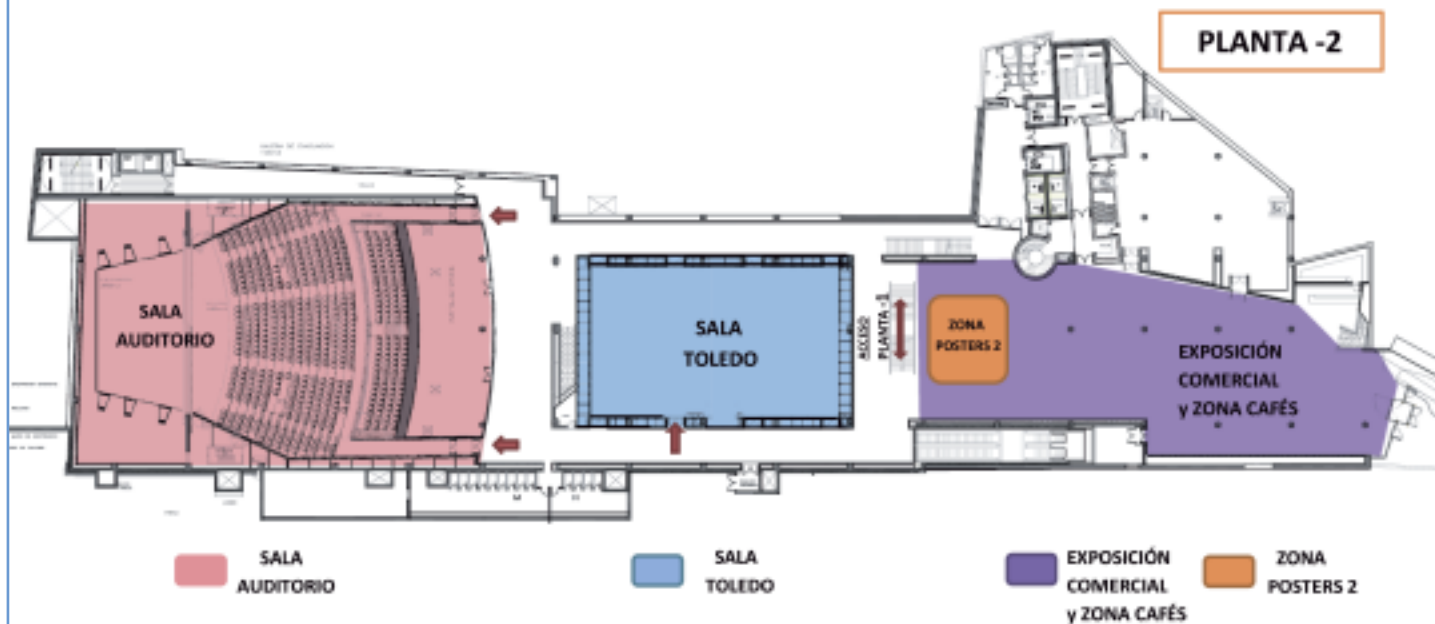 PLANTA -2
SALA
AUDITORIO
SALA
TOLEDO
ACCESO
PLANTA -1
ZONA
POSTERS 2
EXPOSICIÓN
COMERCIAL
y ZONA CAFÉS
M
H
SALA
AUDITORIO
SALA
TOLEDO
EXPOSICIÓN
COMERCIAL
y ZONA CAFÉS
ZONA
POSTERS 2